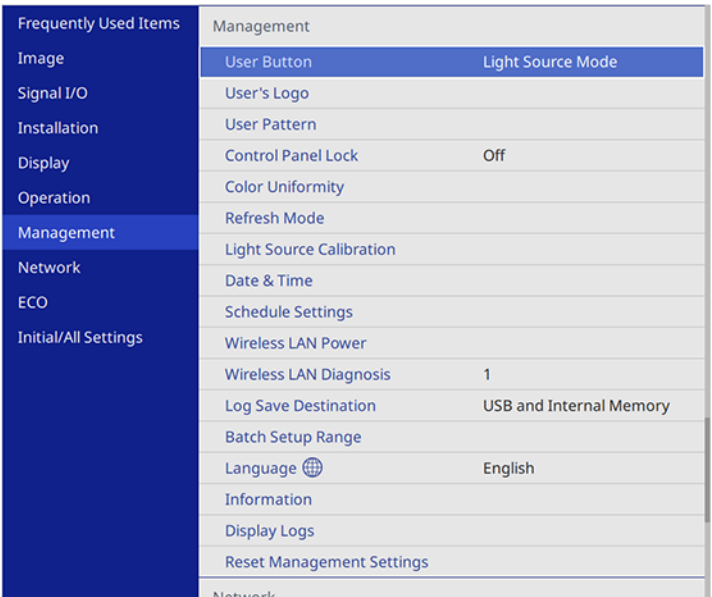 Frequently Used Items
Image
Signal I/O
Installation
Display
Operation
Management
Network
ECO
Initial/All Settings
Management
User Button Light Source Mode
User's Logo
User Pattern
Control Panel Lock Off
Color Uniformity
Refresh Mode
Light Source Calibration
Date & Time
Schedule Settings
Wireless LAN Power
Wireless LAN Diagnosis 1
Log Save Destination USB and Internal Memory
Batch Setup Range
Language English
Information
Display Logs
Reset Management Settings
Network